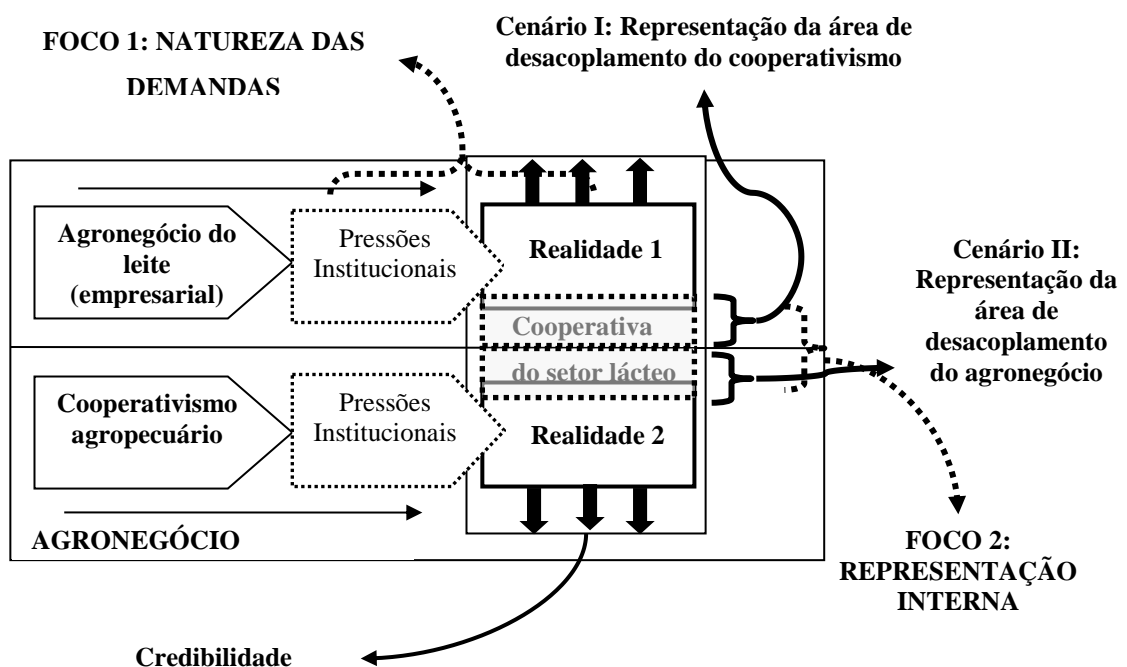 FOCO 1: NATUREZA DAS
DEMANDAS
Cenário I: Representação da área de
desacoplamento do cooperativismo
Agronegócio do
leite
(empresarial)
Pressões
Institucionais
Realidade 1
Cooperativa
do setor lácteo
Cooperativismo
agropecuário
Pressões
Institucionais
Realidade 2
AGRONEGÓCIO
Cenário II:
Representação da
área de
desacoplamento
do agronegócio
FOCO 2:
REPRESENTAÇÃO
INTERNA
Credibilidade